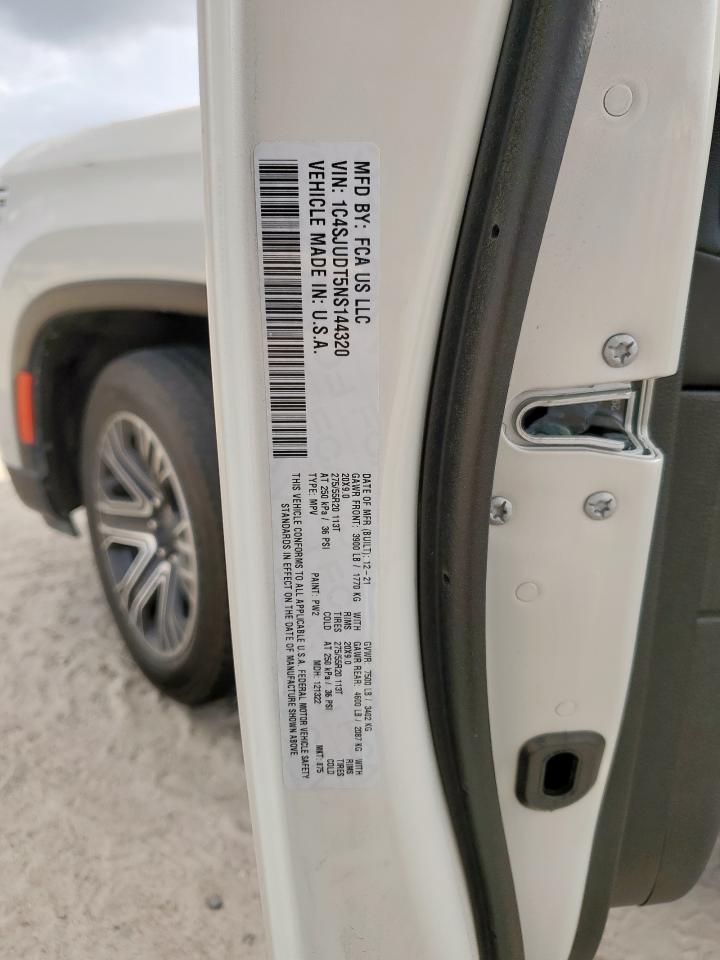 MFD BY: FCA US LLC
VIN: 1C4SJUDT5NS144320
VEHICLE MADE IN: U.S.A.
DATE OF MFR (BUILT): 12-21 GVWR: 7500 LB / 3402 KG
GAWR FRONT: 3900 LB / 1770 KG WITH GAWR REAR: 4600 LB / 2087 KG WITH
20X9.0 RIMS 20X9.0 RIMS
275/55R20 113T TIRES 275/55R20 113T TIRES
AT 250 kPa / 36 PSI COLD AT 250 kPa / 36 PSI COLD
TYPE: MPV PAINT: PW2 MDH: 121322 MKT: 875
THIS VEHICLE CONFORMS TO ALL APPLICABLE U.S.A. FEDERAL MOTOR VEHICLE SAFETY
STANDARDS IN EFFECT ON THE DATE OF MANUFACTURE SHOWN ABOVE.